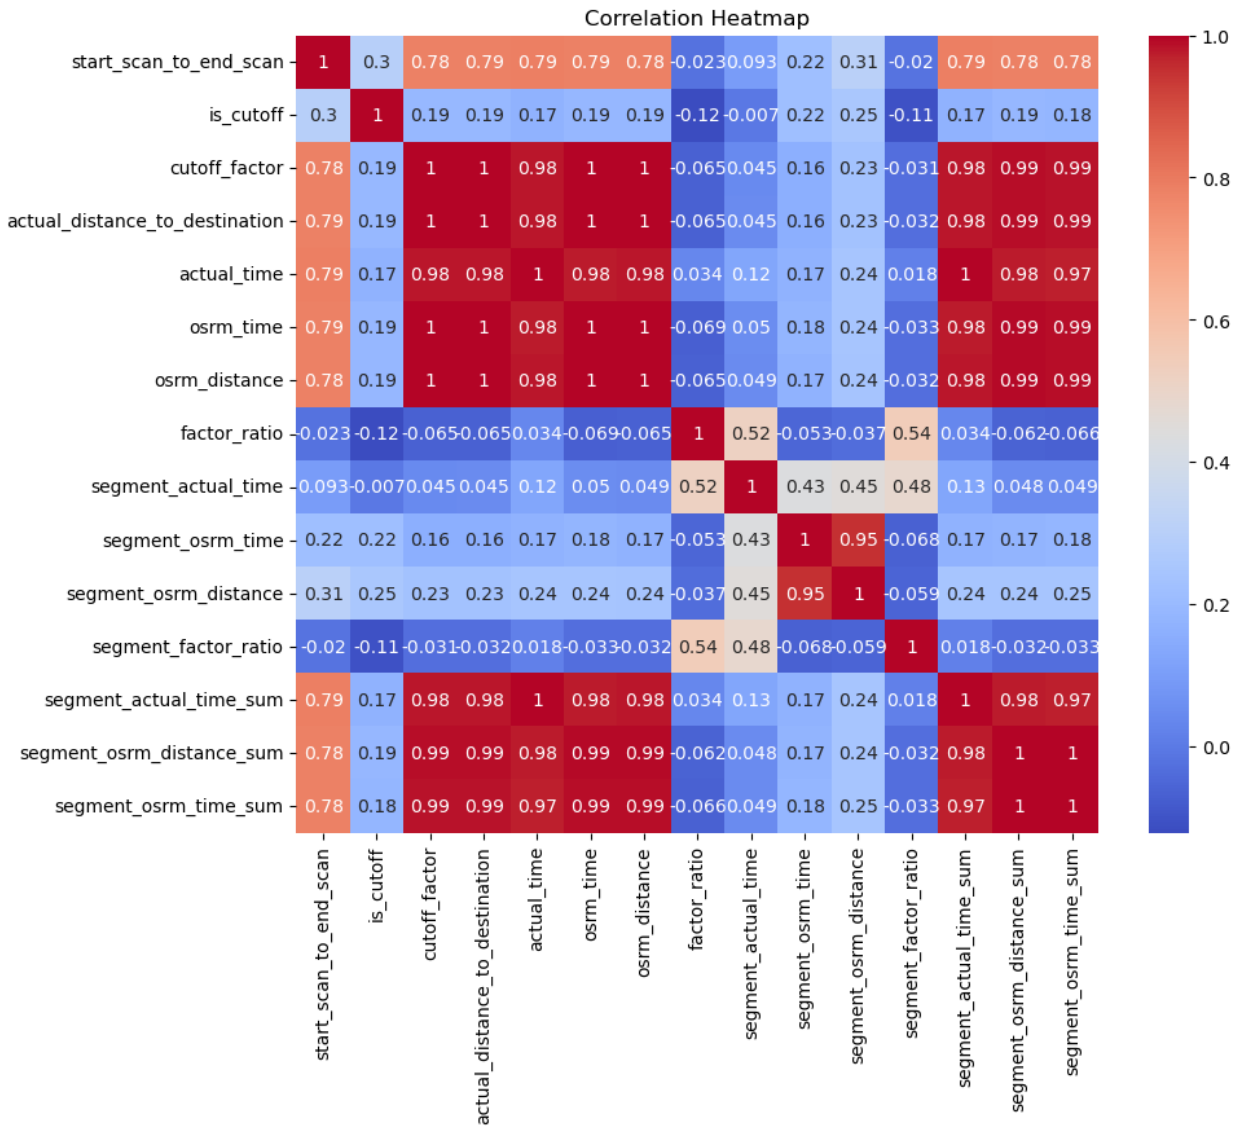 Correlation Heatmap
start_scan_to_end_scan 1 0.3 0.78 0.79 0.79 0.79 0.78 -0.023 0.093 0.22 0.31 -0.02 0.79 0.78 0.78
is_cutoff 0.3 1 0.19 0.19 0.17 0.19 0.19 -0.12 -0.007 0.22 0.25 -0.11 0.17 0.19 0.18
cutoff_factor 0.78 0.19 1 1 0.98 1 1 -0.065 0.045 0.16 0.23 -0.031 0.98 0.99 0.99
actual_distance_to_destination 0.79 0.19 1 1 0.98 1 1 -0.065 0.045 0.16 0.23 -0.032 0.98 0.99 0.99
actual_time 0.79 0.17 0.98 0.98 1 0.98 0.98 0.034 0.12 0.17 0.24 0.018 1 0.98 0.97
osrm_time 0.79 0.19 1 1 0.98 1 1 -0.069 0.05 0.18 0.24 -0.033 0.98 0.99 0.99
osrm_distance 0.78 0.19 1 1 0.98 1 1 -0.065 0.049 0.17 0.24 -0.032 0.98 0.99 0.99
factor_ratio -0.023 -0.12 -0.065 -0.065 0.034 -0.069 -0.065 1 0.52 -0.053 -0.037 0.54 0.034 -0.062 -0.066
segment_actual_time 0.093 -0.007 0.045 0.045 0.12 0.05 0.049 0.52 1 0.43 0.45 0.48 0.13 0.048 0.049
segment_osrm_time 0.22 0.22 0.16 0.16 0.17 0.18 0.17 -0.053 0.43 1 0.95 -0.068 0.17 0.17 0.18
segment_osrm_distance 0.31 0.25 0.23 0.23 0.24 0.24 0.24 -0.037 0.45 0.95 1 -0.059 0.24 0.24 0.25
segment_factor_ratio -0.02 -0.11 -0.031 -0.032 0.018 -0.033 -0.032 0.54 0.48 -0.068 -0.059 1 0.018 -0.032 -0.033
segment_actual_time_sum 0.79 0.17 0.98 0.98 1 0.98 0.98 0.034 0.13 0.17 0.24 0.018 1 0.98 0.97
segment_osrm_distance_sum 0.78 0.19 0.99 0.99 0.98 0.99 0.99 -0.062 0.048 0.17 0.24 -0.032 0.98 1 1
segment_osrm_time_sum 0.78 0.18 0.99 0.99 0.97 0.99 0.99 -0.066 0.049 0.18 0.25 -0.033 0.97 1 1
start_scan_to_end_scan
is_cutoff
cutoff_factor
actual_distance_to_destination
actual_time
osrm_time
osrm_distance
factor_ratio
segment_actual_time
segment_osrm_time
segment_osrm_distance
segment_factor_ratio
segment_actual_time_sum
segment_osrm_distance_sum
segment_osrm_time_sum
1.0
0.8
0.6
0.4
0.2
0.0